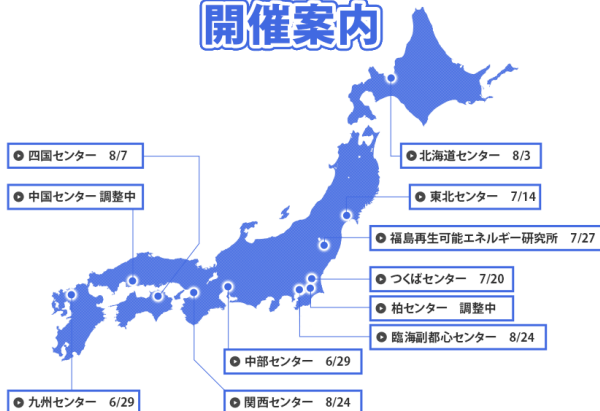 開催案内
四国センター 8/7
北海道センター 8/3
中国センター 調整中
東北センター 7/14
福島再生可能エネルギー研究所 7/27
つくばセンター 7/20
柏センター 調整中
臨海副都心センター 8/24
中部センター 6/29
九州センター 6/29
関西センター 8/24